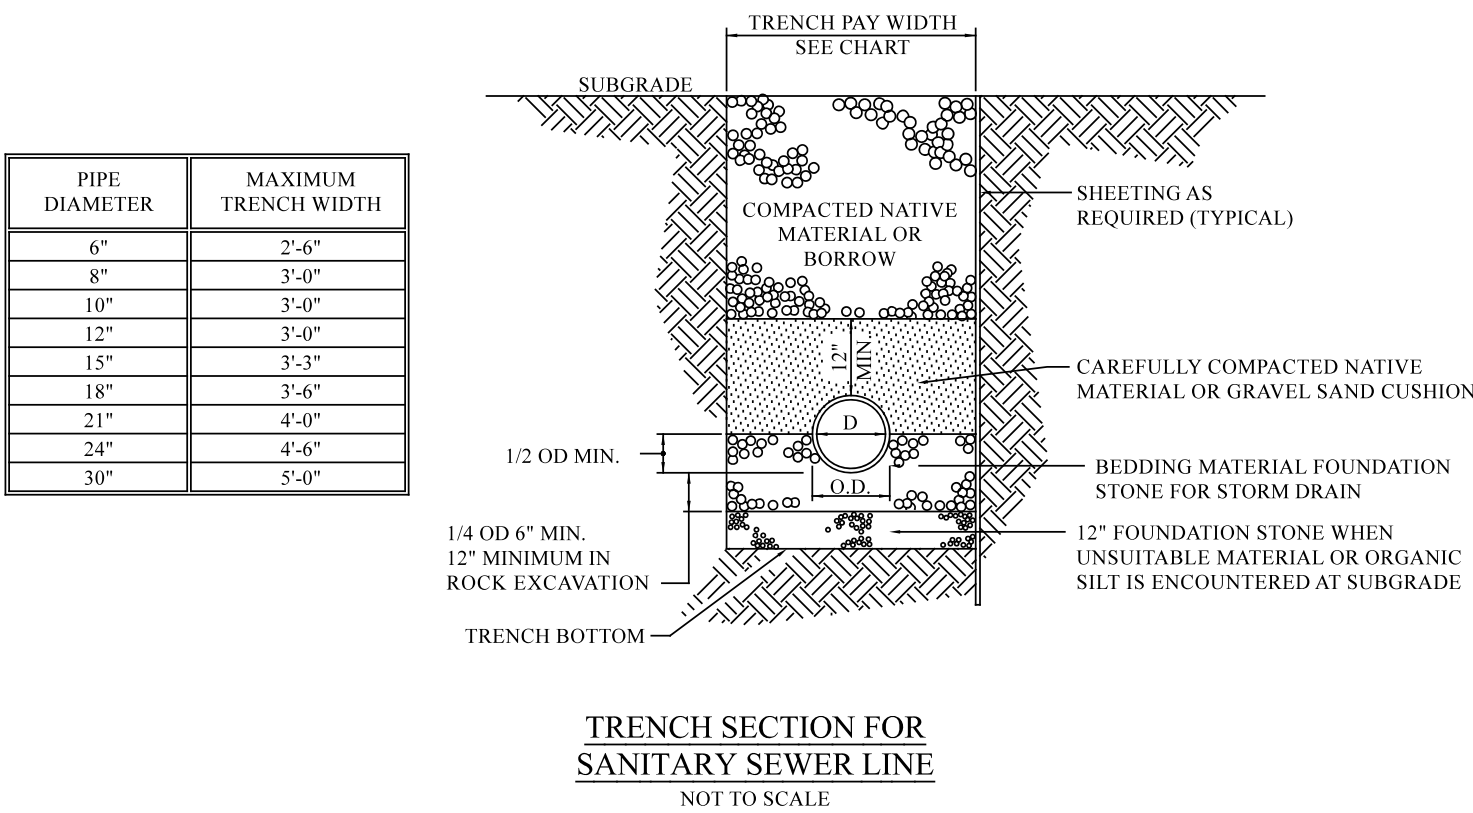 TRENCH PAY WIDTH
SEE CHART
SUBGRADE
PIPE DIAMETER MAXIMUM TRENCH WIDTH
6" 2'-6"
8" 3'-0"
10" 3'-0"
12" 3'-0"
15" 3'-3"
18" 3'-6"
21" 4'-0"
24" 4'-6"
30" 5'-0"
SHEETING AS
REQUIRED (TYPICAL)
COMPACTED NATIVE
MATERIAL OR
BORROW
12"
MIN.
CAREFULLY COMPACTED NATIVE
MATERIAL OR GRAVEL SAND CUSHION
D
1/2 OD MIN.
O.D.
BEDDING MATERIAL FOUNDATION
STONE FOR STORM DRAIN
1/4 OD 6" MIN.
12" MINIMUM IN
ROCK EXCAVATION
12" FOUNDATION STONE WHEN
UNSUITABLE MATERIAL OR ORGANIC
SILT IS ENCOUNTERED AT SUBGRADE
TRENCH BOTTOM
TRENCH SECTION FOR
SANITARY SEWER LINE
NOT TO SCALE